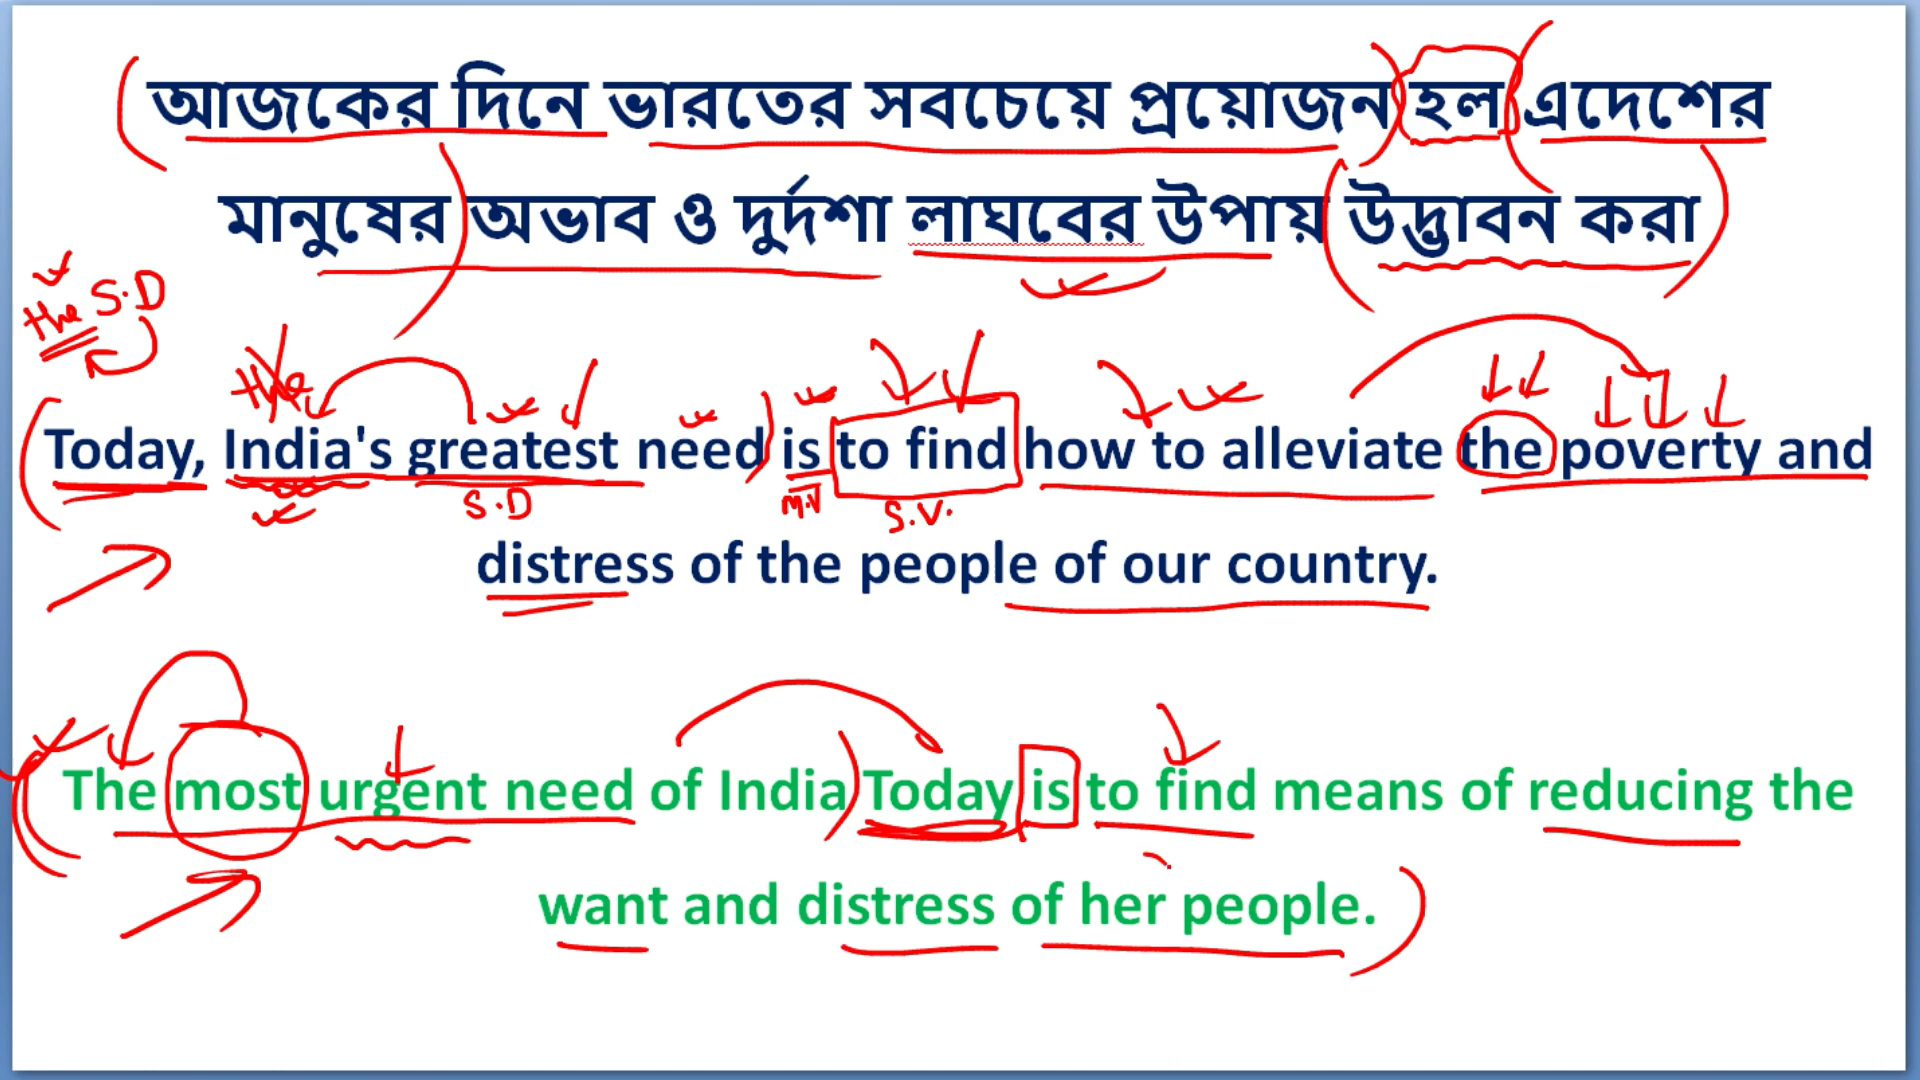 আজকের দিনে ভারতের সবচেয়ে প্রয়োজন হল এদেশের
মানুষের অভাব ও দুর্দশা লাঘবের উপায় উদ্ভাবন করা
the S.D
the
Today, India's greatest need is to find how to alleviate the poverty and
S.D M.V S.V.
distress of the people of our country.
The most urgent need of India Today is to find means of reducing the
want and distress of her people.